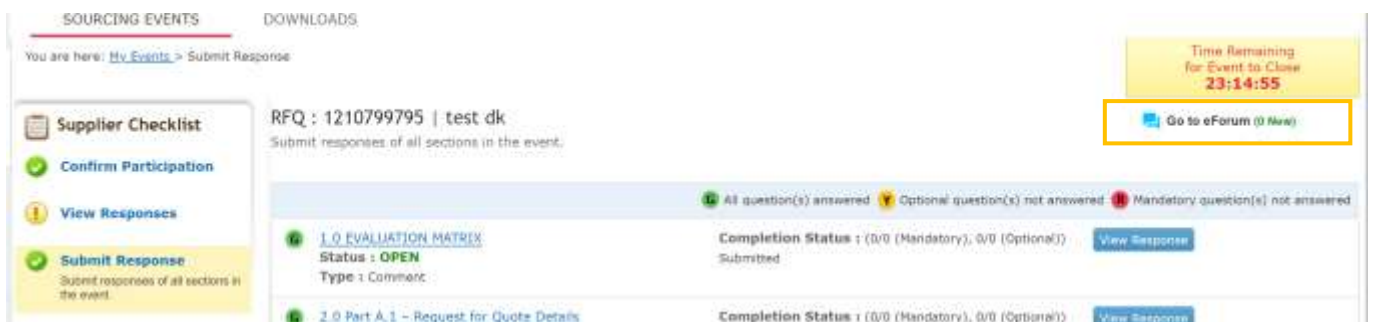 SOURCING EVENTS DOWNLOADS
You are here: My Events > Submit Response
Time Remaining
for Event to Close
23:14:55
Go to eForum (0 New)
Supplier Checklist
Confirm Participation
View Responses
Submit Response
Submit responses of all sections in
the event
RFQ : 1210799795 | test dk
Submit responses of all sections in the event.
G All question(s) answered Y Optional question(s) not answered R Mandatory question(s) not answered
G 1.0 EVALUATION MATRIX
Status : OPEN
Type : Comment
Completion Status : (0/0 (Mandatory), 0/0 (Optional))
Submitted
View Response
G 2.0 Part A.1 – Request for Quote Details
Completion Status : (0/0 (Mandatory), 0/0 (Optional))
View Response